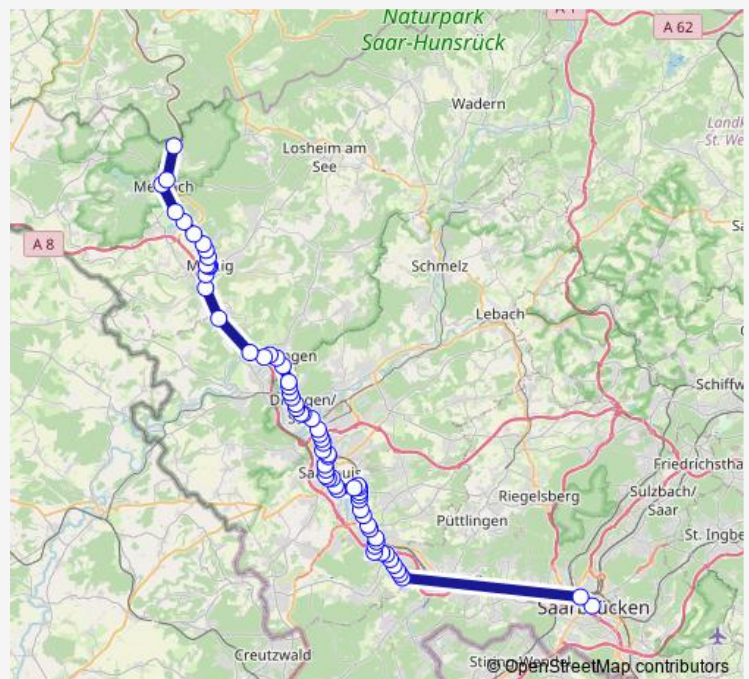 Naturpark
Saar-Hunsrück
A 62
Wadern
Losheim am
See
A 8
Schmelz
Lebach
Schiffw
Friedrichstha
Riegelsberg
Sulzbach/
Saar
Püttlingen
St. Ingbe
Saarbrücken
Creutzwald
© OpenStreetMap contributors